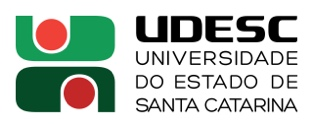 UDESC
UNIVERSIDADE
DO ESTADO DE
SANTA CATARINA